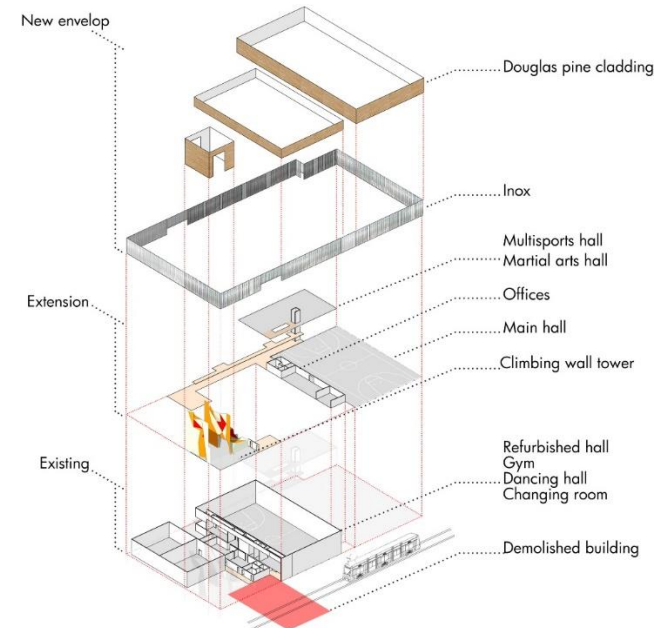 New envelop
Douglas pine cladding
Inox
Multisports hall
Martial arts hall
Extension
Offices
Main hall
Climbing wall tower
Existing
Refurbished hall
Gym
Dancing hall
Changing room
Demolished building